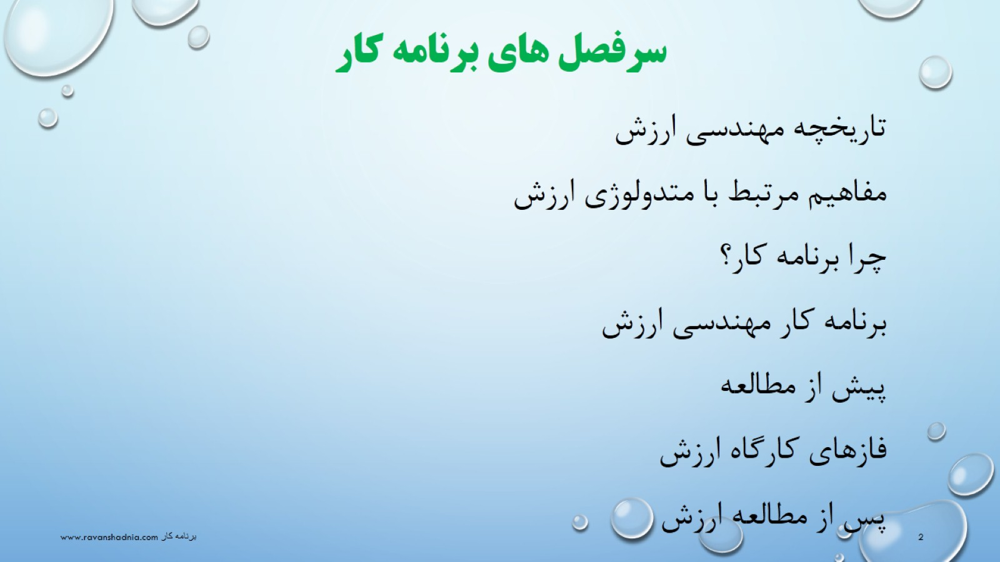 سرفصل های برنامه کار
تاریخچه مهندسی ارزش
مفاهیم مرتبط با متدولوژی ارزش
چرا برنامه کار؟
برنامه کار مهندسی ارزش
پیش از مطالعه
فازهای کارگاه ارزش
پس از مطالعه ارزش
www.ravanshadnia.com برنامه کار
2